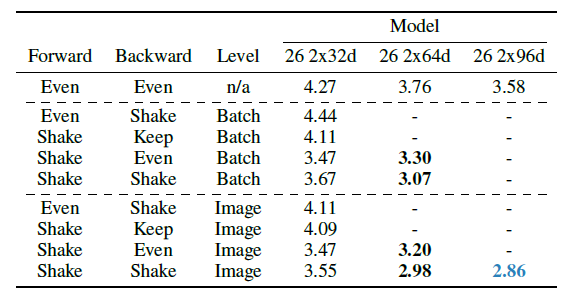 Model
Forward Backward Level 26 2x32d 26 2x64d 26 2x96d
Even Even n/a 4.27 3.76 3.58
Even Shake Batch 4.44 - -
Shake Keep Batch 4.11 - -
Shake Even Batch 3.47 3.30 -
Shake Shake Batch 3.67 3.07 -
Even Shake Image 4.11 - -
Shake Keep Image 4.09 - -
Shake Even Image 3.47 3.20 -
Shake Shake Image 3.55 2.98 2.86